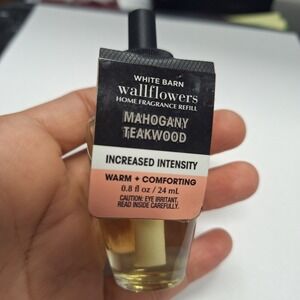 WHITE BARN
wallflowers
HOME FRAGRANCE REFILL
MAHOGANY
TEAKWOOD
INCREASED INTENSITY
WARM + COMFORTING
0.8 fl oz / 24 mL
CAUTION: EYE IRRITANT.
READ INSIDE CAREFULLY.